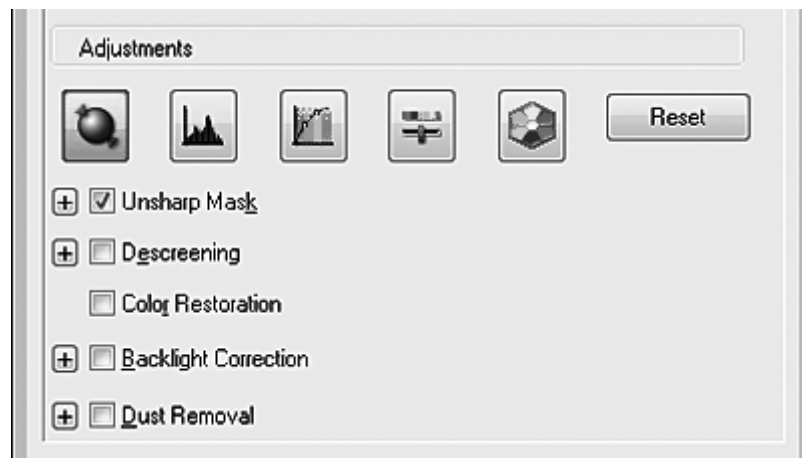 Adjustments
Reset
Unsharp Mask
Descreening
Color Restoration
Backlight Correction
Dust Removal